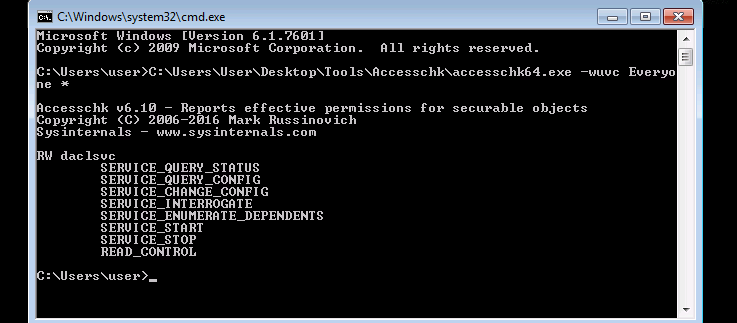 C:\Windows\system32\cmd.exe
Microsoft Windows [Version 6.1.7601]
Copyright (c) 2009 Microsoft Corporation.  All rights reserved.
C:\Users\user>C:\Users\User\Desktop\Tools\Accesschk\accesschk64.exe -wuvc Everyo
ne *
Accesschk v6.10 - Reports effective permissions for securable objects
Copyright (C) 2006-2016 Mark Russinovich
Sysinternals - www.sysinternals.com
RW daclsvc
SERVICE_QUERY_STATUS
SERVICE_QUERY_CONFIG
SERVICE_CHANGE_CONFIG
SERVICE_INTERROGATE
SERVICE_ENUMERATE_DEPENDENTS
SERVICE_START
SERVICE_STOP
READ_CONTROL
C:\Users\user>_